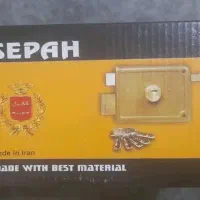 SEPAH
de in Iran
ADE WITH BEST MATERIAL